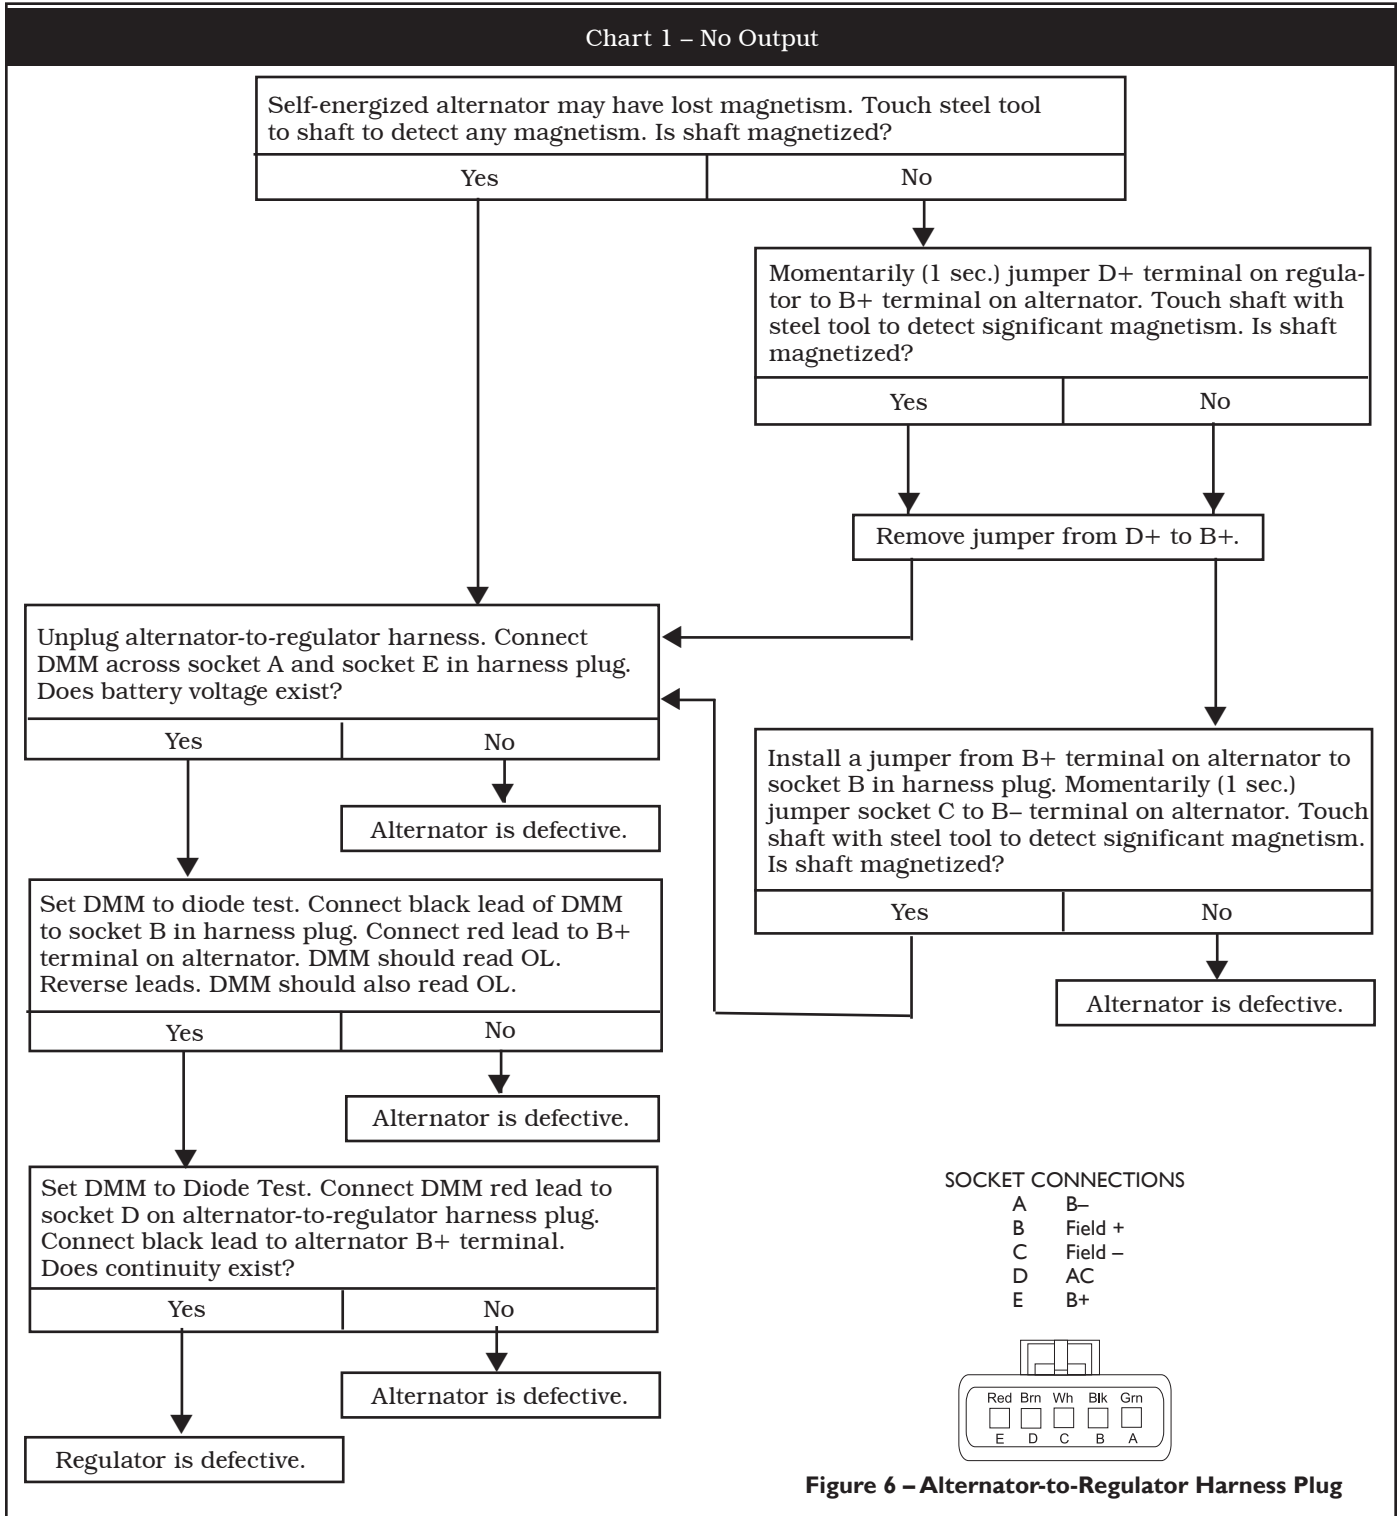 Chart 1 – No Output
Self-energized alternator may have lost magnetism. Touch steel tool
to shaft to detect any magnetism. Is shaft magnetized?
Yes
No
Momentarily (1 sec.) jumper D+ terminal on regula-
tor to B+ terminal on alternator. Touch shaft with
steel tool to detect significant magnetism. Is shaft
magnetized?
Yes
No
Remove jumper from D+ to B+.
Unplug alternator-to-regulator harness. Connect
DMM across socket A and socket E in harness plug.
Does battery voltage exist?
Yes
No
Alternator is defective.
Install a jumper from B+ terminal on alternator to
socket B in harness plug. Momentarily (1 sec.)
jumper socket C to B– terminal on alternator. Touch
shaft with steel tool to detect significant magnetism.
Is shaft magnetized?
Yes
No
Alternator is defective.
Set DMM to diode test. Connect black lead of DMM
to socket B in harness plug. Connect red lead to B+
terminal on alternator. DMM should read OL.
Reverse leads. DMM should also read OL.
Yes
No
Alternator is defective.
Set DMM to Diode Test. Connect DMM red lead to
socket D on alternator-to-regulator harness plug.
Connect black lead to alternator B+ terminal.
Does continuity exist?
Yes
No
Alternator is defective.
Regulator is defective.
SOCKET CONNECTIONS
A B–
B Field +
C Field –
D AC
E B+
Red Brn Wh Blk Grn
E D C B A
Figure 6 – Alternator-to-Regulator Harness Plug